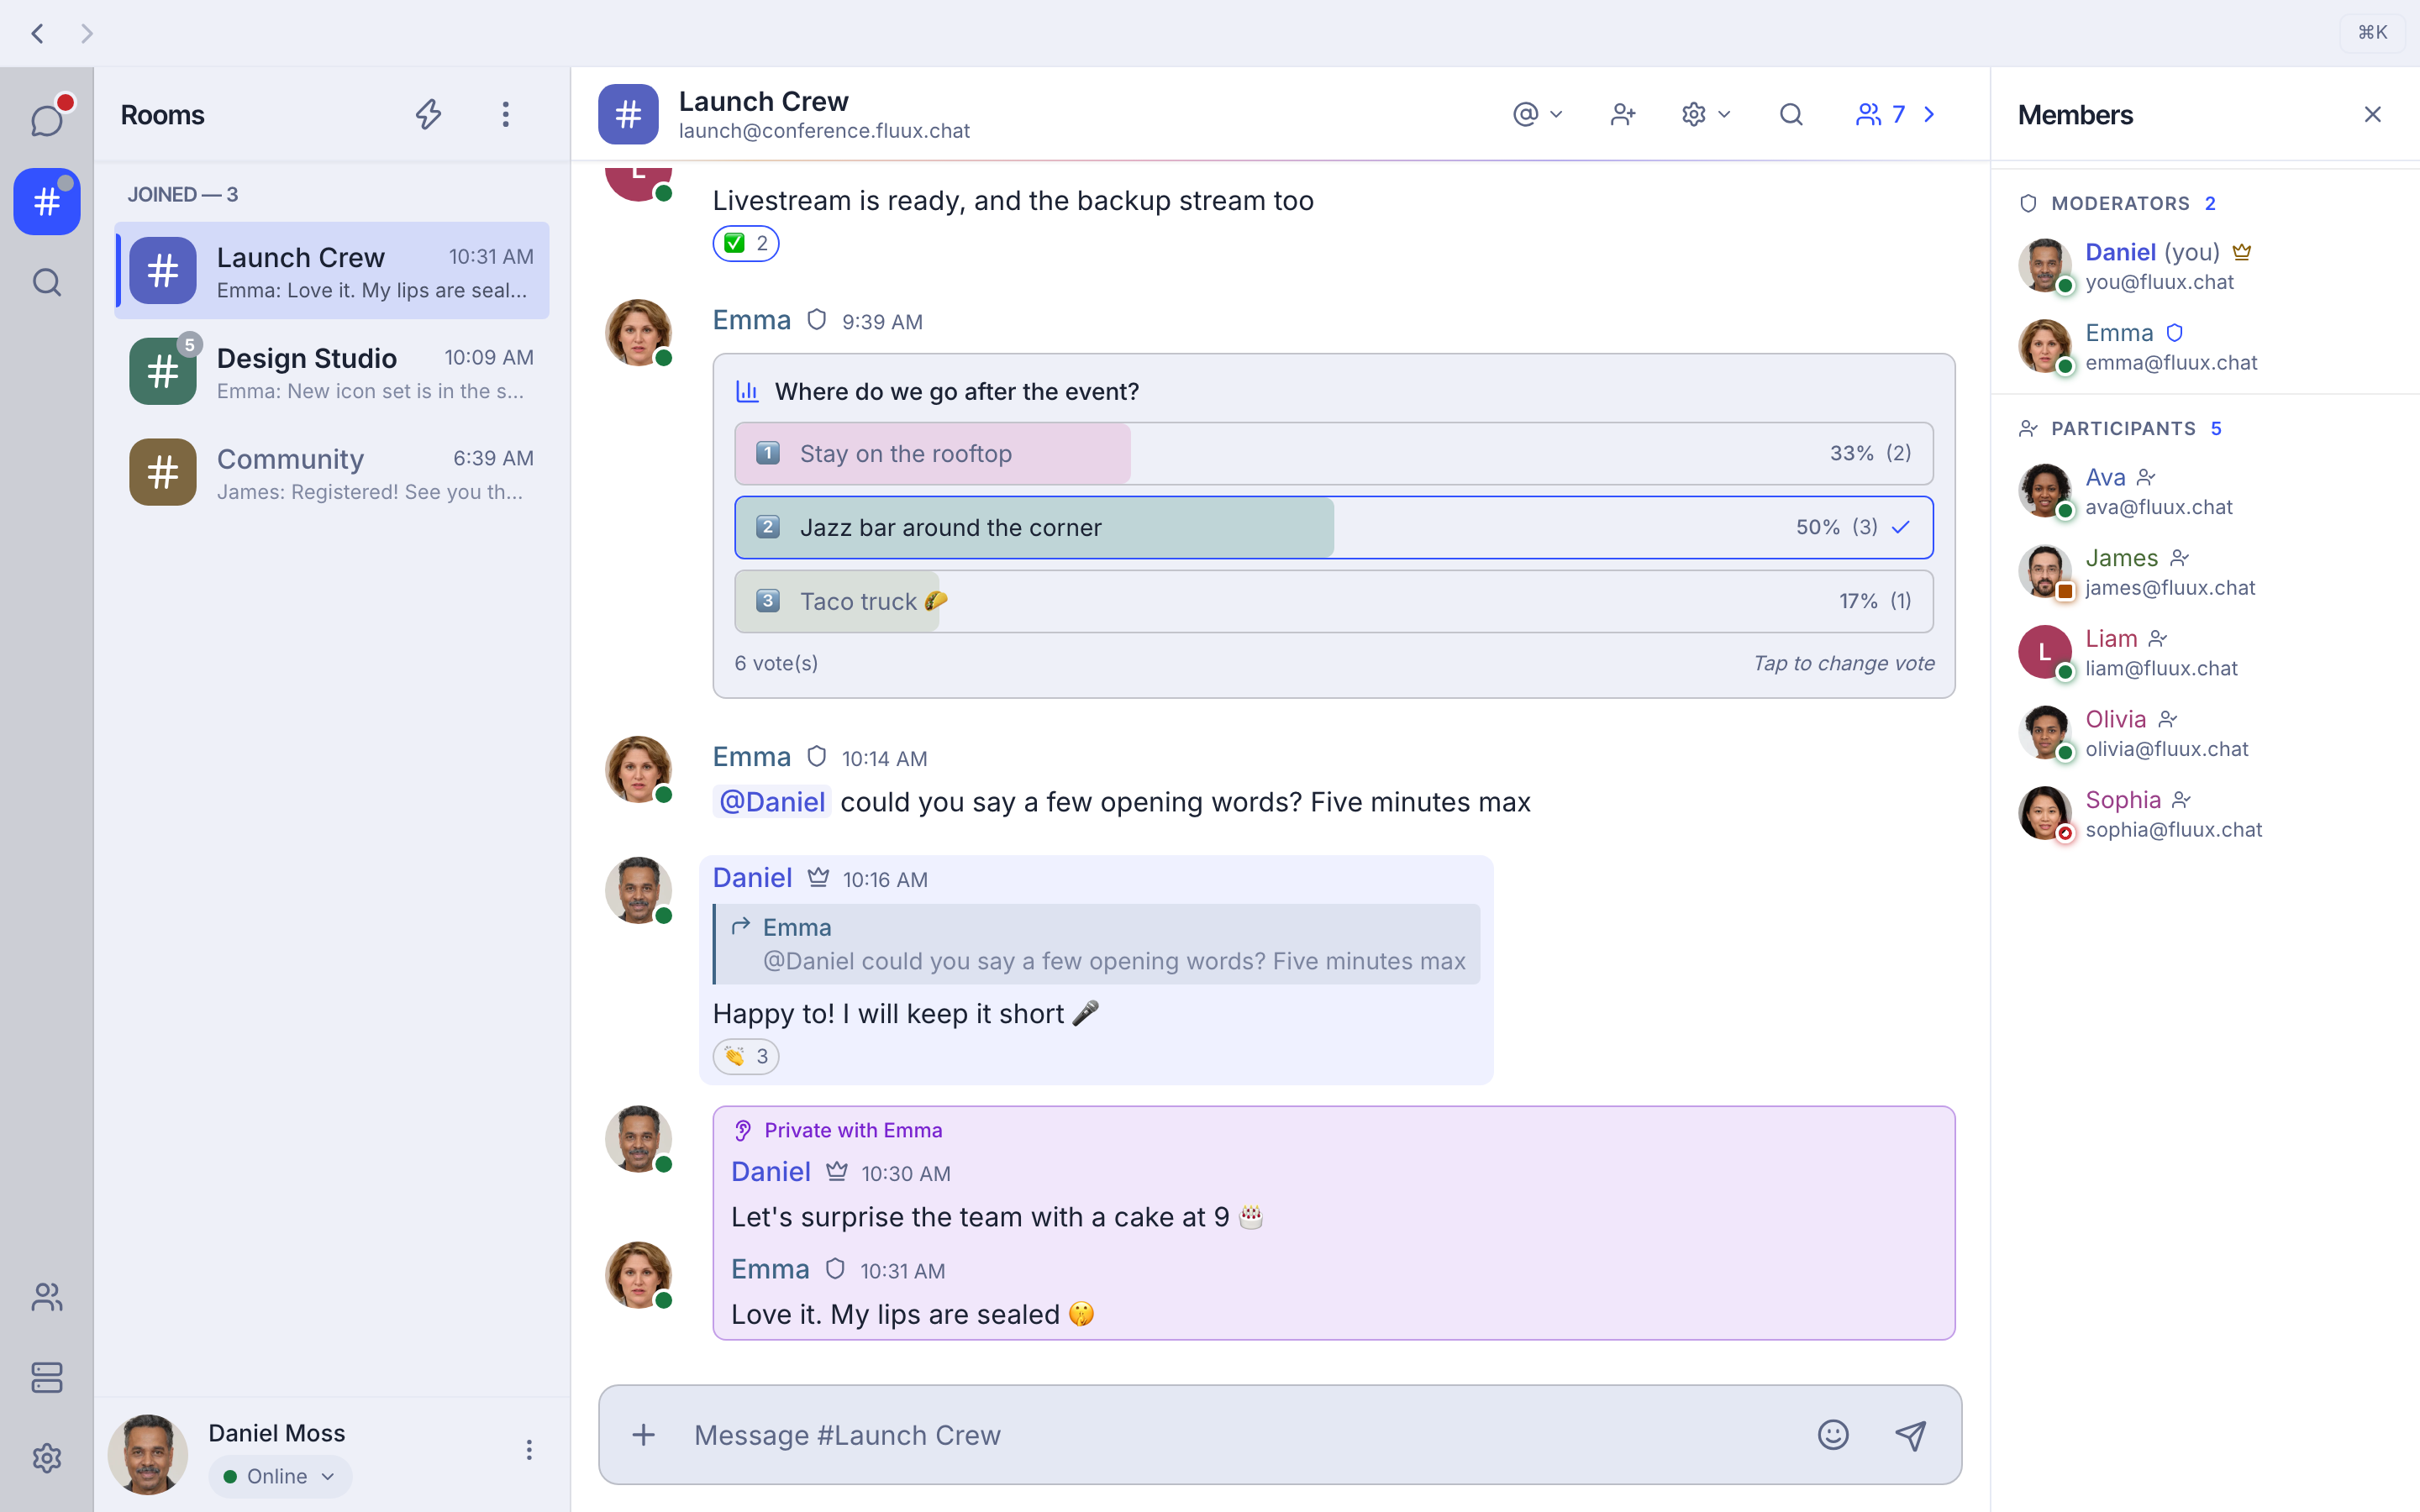 ⌘K
Rooms
JOINED — 3
Launch Crew 10:31 AM
Emma: Love it. My lips are seal...
5
Design Studio 10:09 AM
Emma: New icon set is in the s...
Community 6:39 AM
James: Registered! See you th...
Daniel Moss
Online
Launch Crew
launch@conference.fluux.chat
7
L
Livestream is ready, and the backup stream too
✅ 2
Emma 9:39 AM
Where do we go after the event?
1 Stay on the rooftop 33% (2)
2 Jazz bar around the corner 50% (3)
3 Taco truck 🌮 17% (1)
6 vote(s) Tap to change vote
Emma 10:14 AM
@Daniel could you say a few opening words? Five minutes max
Daniel 10:16 AM
Emma
@Daniel could you say a few opening words? Five minutes max
Happy to! I will keep it short 🎤
👏 3
Private with Emma
Daniel 10:30 AM
Let's surprise the team with a cake at 9 🎂
Emma 10:31 AM
Love it. My lips are sealed 🤫
Message #Launch Crew
Members
MODERATORS 2
Daniel (you)
you@fluux.chat
Emma
emma@fluux.chat
PARTICIPANTS 5
Ava
ava@fluux.chat
James
james@fluux.chat
L
Liam
liam@fluux.chat
Olivia
olivia@fluux.chat
Sophia
sophia@fluux.chat